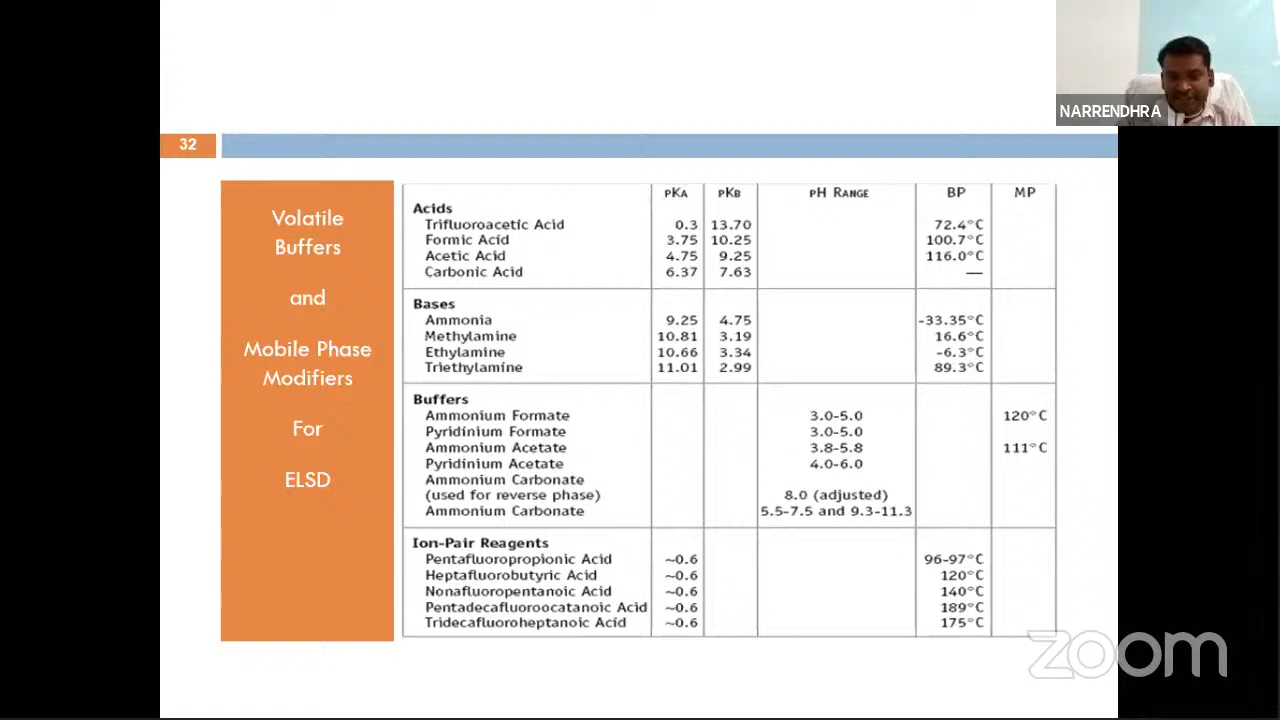 NARRENDHRA
32
Volatile
Buffers
and
Mobile Phase
Modifiers
For
ELSD
PKA PKB PH RANGE BP MP
Acids
Trifluoroacetic Acid 0.3 13.70 72.4°C
Formic Acid 3.75 10.25 100.7°C
Acetic Acid 4.75 9.25 116.0°C
Carbonic Acid 6.37 7.63 —
Bases
Ammonia 9.25 4.75 -33.35°C
Methylamine 10.81 3.19 16.6°C
Ethylamine 10.66 3.34 -6.3°C
Triethylamine 11.01 2.99 89.3°C
Buffers
Ammonium Formate 3.0-5.0 120°C
Pyridinium Formate 3.0-5.0
Ammonium Acetate 3.8-5.8 111°C
Pyridinium Acetate 4.0-6.0
Ammonium Carbonate
(used for reverse phase) 8.0 (adjusted)
Ammonium Carbonate 5.5-7.5 and 9.3-11.3
Ion-Pair Reagents
Pentafluoropropionic Acid ~0.6 96-97°C
Heptafluorobutyric Acid ~0.6 120°C
Nonafluoropentanoic Acid ~0.6 140°C
Pentadecafluoroocatanoic Acid ~0.6 189°C
Tridecafluoroheptanoic Acid ~0.6 175°C
zoom